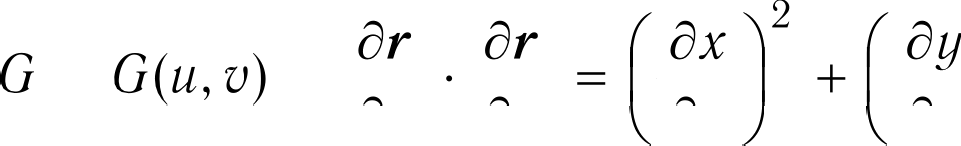 G G(u, v) ∂r · ∂r = (∂x)² + (∂y